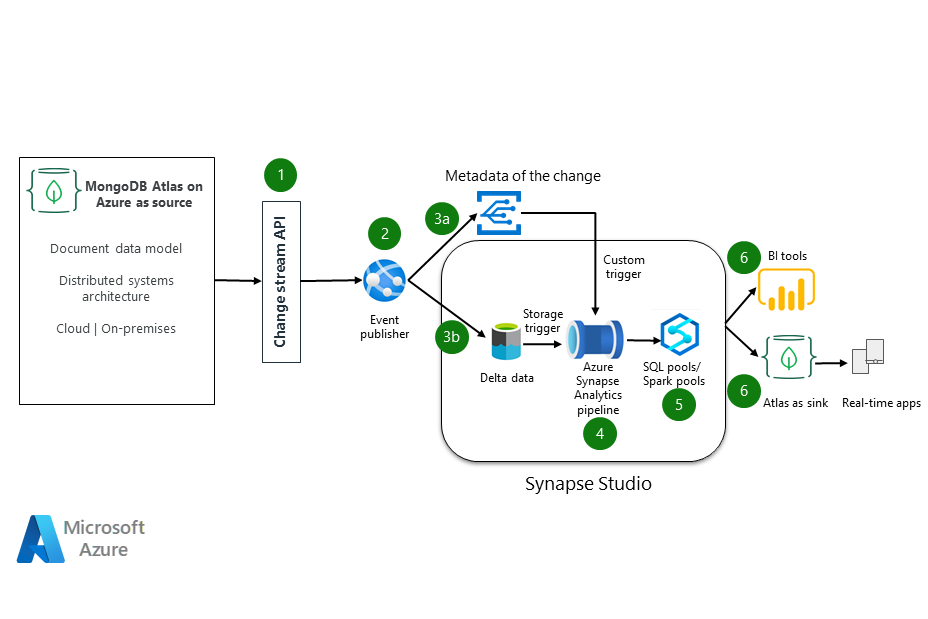 MongoDB Atlas on
Azure as source
Document data model
Distributed systems
architecture
Cloud | On-premises
1
Change stream API
2
Event
publisher
3a
Metadata of the change
3b
Custom
trigger
Storage
trigger
Delta data
Azure
Synapse
Analytics
pipeline
4
SQL pools/
Spark pools
5
Synapse Studio
6
BI tools
6
Atlas as sink
Real-time apps
Microsoft
Azure